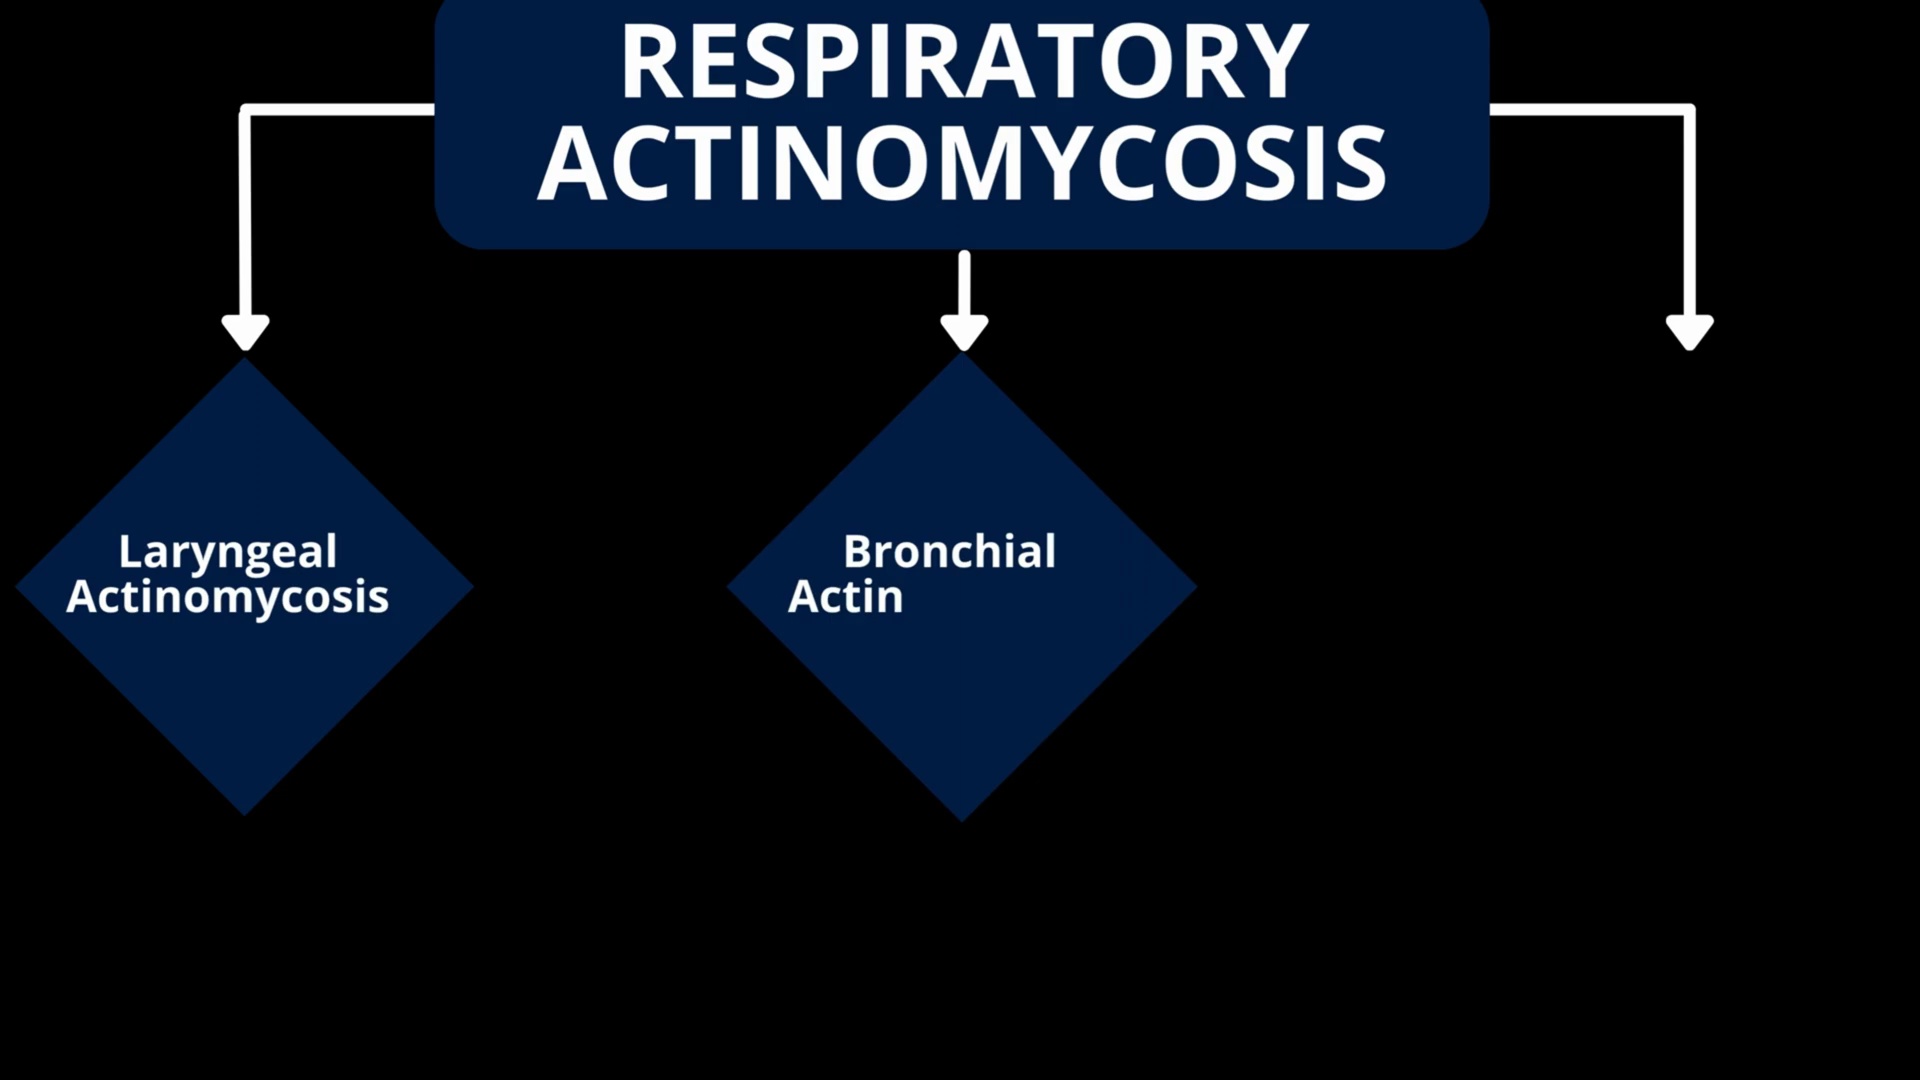 RESPIRATORY
ACTINOMYCOSIS
Laryngeal
Actinomycosis
Bronchial
Actin